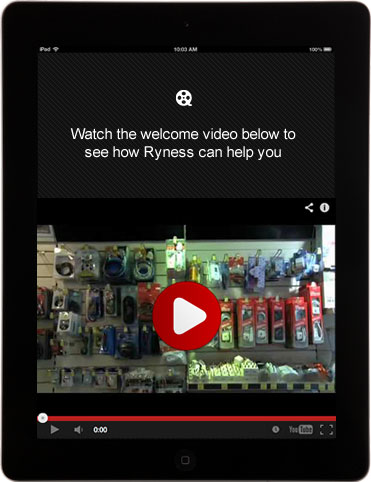 iPod
10:03 AM
100%
Watch the welcome video below to
see how Ryness can help you
0:00
YouTube